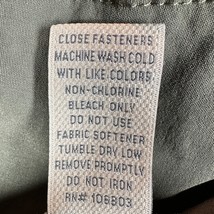 CLOSE FASTENERS
MACHINE WASH COLD
WITH LIKE COLORS
NON-CHLORINE
BLEACH ONLY
DO NOT USE
FABRIC SOFTENER
TUMBLE DRY LOW
REMOVE PROMPTLY
DO NOT IRON
RN# 106803